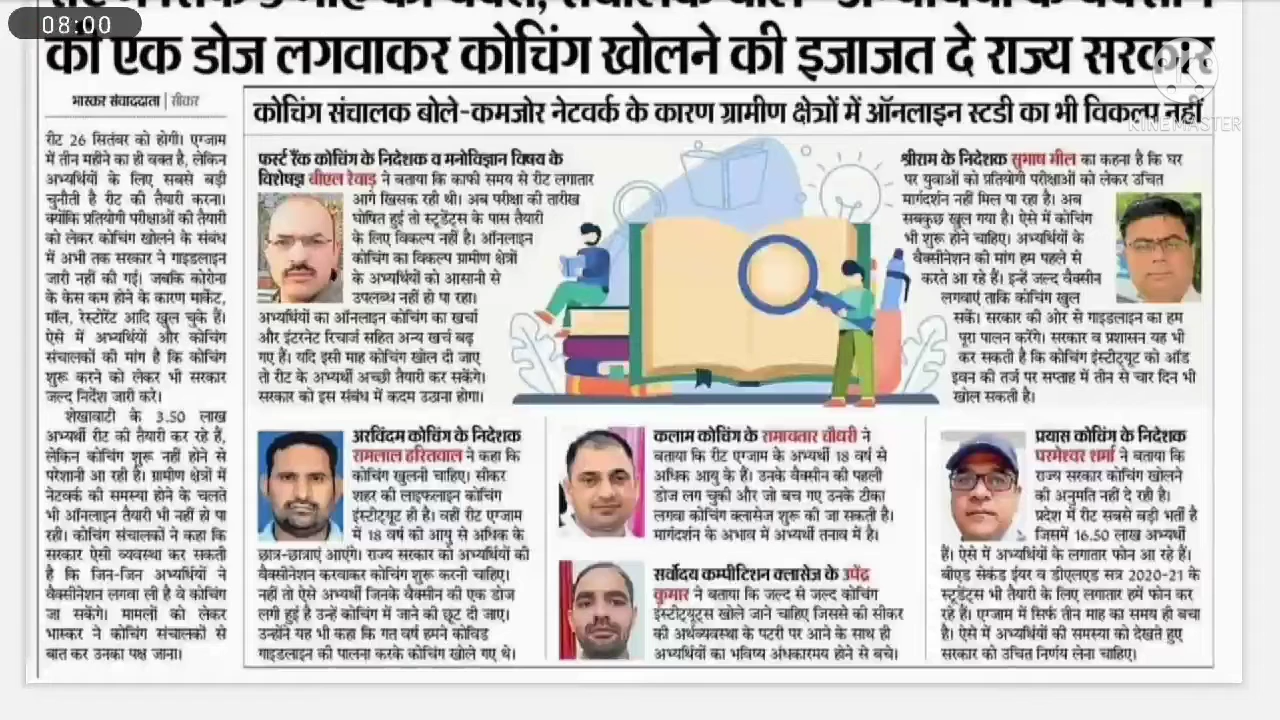 08:00
की एक डोज लगवाकर कोचिंग खोलने की इजाजत दे राज्य सरकार
KINEMASTER
भास्कर संवाददाता | सीकर
रीट 26 सितंबर को होगी। एग्जाम
में तीन महीने का ही वक्त है, लेकिन
अभ्यर्थियों के लिए सबसे बड़ी
चुनौती है रीट की तैयारी करना।
क्योंकि प्रतियोगी परीक्षाओं की तैयारी
को लेकर कोचिंग खोलने के संबंध
में अभी तक सरकार ने गाइडलाइन
जारी नहीं की गई। जबकि कोरोना
के केस कम होने के कारण मार्केट,
मॉल, रेस्टोरेंट आदि खुल चुके हैं।
ऐसे में अभ्यर्थियों और कोचिंग
संचालकों की मांग है कि कोचिंग
शुरू करने को लेकर भी सरकार
जल्द निर्देश जारी करे।
शेखावाटी के 3.50 लाख
अभ्यर्थी रीट की तैयारी कर रहे हैं,
लेकिन कोचिंग शुरू नहीं होने से
परेशानी आ रही है। ग्रामीण क्षेत्रों में
नेटवर्क की समस्या होने के चलते
भी ऑनलाइन तैयारी भी नहीं हो पा
रही। कोचिंग संचालकों ने कहा कि
सरकार ऐसी व्यवस्था कर सकती
है कि जिन-जिन अभ्यर्थियों ने
वैक्सीनेशन लगवा ली है वे कोचिंग
जा सकेंगे। मामलों को लेकर
भास्कर ने कोचिंग संचालकों से
बात कर उनका पक्ष जाना।
कोचिंग संचालक बोले-कमजोर नेटवर्क के कारण ग्रामीण क्षेत्रों में ऑनलाइन स्टडी का भी विकल्प नहीं
फर्स्ट रैंक कोचिंग के निदेशक व मनोविज्ञान विषय के
विशेषज्ञ बीएल रेवाड़ ने बताया कि काफी समय से रीट लगातार
आगे खिसक रही थी। अब परीक्षा की तारीख
घोषित हुई तो स्टूडेंट्स के पास तैयारी
के लिए विकल्प नहीं है। ऑनलाइन
कोचिंग का विकल्प ग्रामीण क्षेत्रों
के अभ्यर्थियों को आसानी से
उपलब्ध नहीं हो पा रहा।
अभ्यर्थियों का ऑनलाइन कोचिंग का खर्चा
और इंटरनेट रिचार्ज सहित अन्य खर्च बढ़
गए हैं। यदि इसी माह कोचिंग खोल दी जाए
तो रीट के अभ्यर्थी अच्छी तैयारी कर सकेंगे।
सरकार को इस संबंध में कदम उठाना होगा।
श्रीराम के निदेशक सुभाष मील का कहना है कि घर
पर युवाओं को प्रतियोगी परीक्षाओं को लेकर उचित
मार्गदर्शन नहीं मिल पा रहा है। अब
सबकुछ खुल गया है। ऐसे में कोचिंग
भी शुरू होने चाहिए। अभ्यर्थियों के
वैक्सीनेशन की मांग हम पहले से
करते आ रहे हैं। इन्हें जल्द वैक्सीन
लगवाएं ताकि कोचिंग खुल
सकें। सरकार की ओर से गाइडलाइन का हम
पूरा पालन करेंगे। सरकार व प्रशासन यह भी
कर सकती है कि कोचिंग इंस्टीट्यूट को ऑड
इवन की तर्ज पर सप्ताह में तीन से चार दिन भी
खोल सकती है।
अरविंदम कोचिंग के निदेशक
रामलाल हरितवाल ने कहा कि
कोचिंग खुलनी चाहिए। सीकर
शहर की लाइफलाइन कोचिंग
इंस्टीट्यूट ही है। वहीं रीट एग्जाम
में 18 वर्ष की आयु से अधिक के
छात्र-छात्राएं आएंगे। राज्य सरकार को अभ्यर्थियों की
वैक्सीनेशन करवाकर कोचिंग शुरू करनी चाहिए।
नहीं तो ऐसे अभ्यर्थी जिनके वैक्सीन की एक डोज
लगी हुई है उन्हें कोचिंग में जाने की छूट दी जाए।
उन्होंने यह भी कहा कि गत वर्ष हमने कोविड
गाइडलाइन की पालना करके कोचिंग खोले गए थे।
कलाम कोचिंग के रामावतार चौधरी ने
बताया कि रीट एग्जाम के अभ्यर्थी 18 वर्ष से
अधिक आयु के हैं। उनके वैक्सीन की पहली
डोज लग चुकी और जो बच गए उनके टीका
लगवा कोचिंग क्लासेज शुरू की जा सकती है।
मार्गदर्शन के अभाव में अभ्यर्थी तनाव में है।
सर्वोदय कम्पीटिशन क्लासेज के उपेंद्र
कुमार ने बताया कि जल्द से जल्द कोचिंग
इंस्टीट्यूट्स खोले जाने चाहिए जिससे की सीकर
की अर्थव्यवस्था के पटरी पर आने के साथ ही
अभ्यर्थियों का भविष्य अंधकारमय होने से बचे।
प्रयास कोचिंग के निदेशक
परमेश्वर शर्मा ने बताया कि
राज्य सरकार कोचिंग खोलने
की अनुमति नहीं दे रही है।
प्रदेश में रीट सबसे बड़ी भर्ती है
जिसमें 16.50 लाख अभ्यर्थी
हैं। ऐसे में अभ्यर्थियों के लगातार फोन आ रहे हैं।
बीएड सेकंड ईयर व डीएलएड सत्र 2020-21 के
स्टूडेंट्स भी तैयारी के लिए लगातार हमें फोन कर
रहे हैं। एग्जाम में सिर्फ तीन माह का समय ही बचा
है। ऐसे में अभ्यर्थियों की समस्या को देखते हुए
सरकार को उचित निर्णय लेना चाहिए।